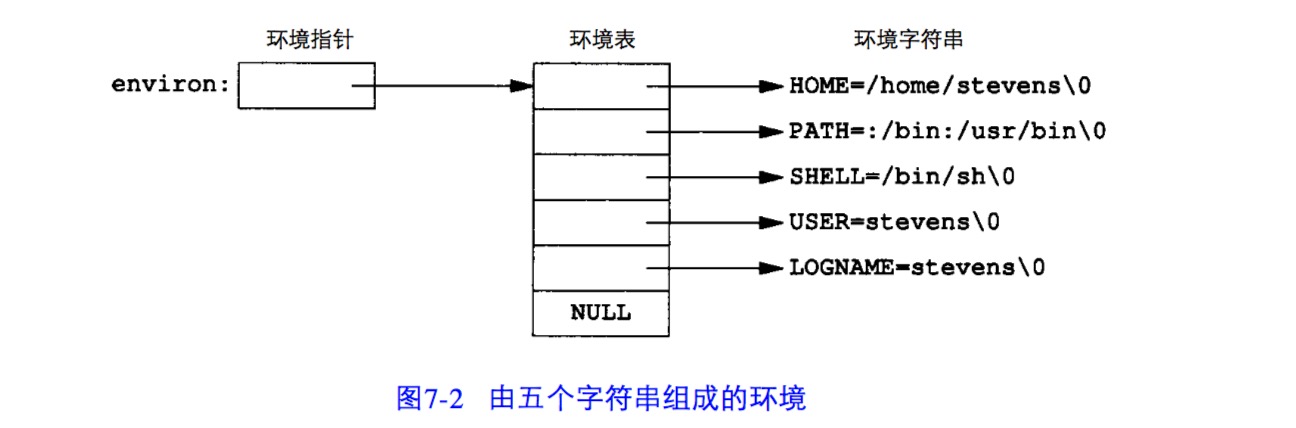 环境指针 环境表 环境字符串
environ: HOME=/home/stevens\0
PATH=:/bin:/usr/bin\0
SHELL=/bin/sh\0
USER=stevens\0
LOGNAME=stevens\0
NULL
图7-2 由五个字符串组成的环境